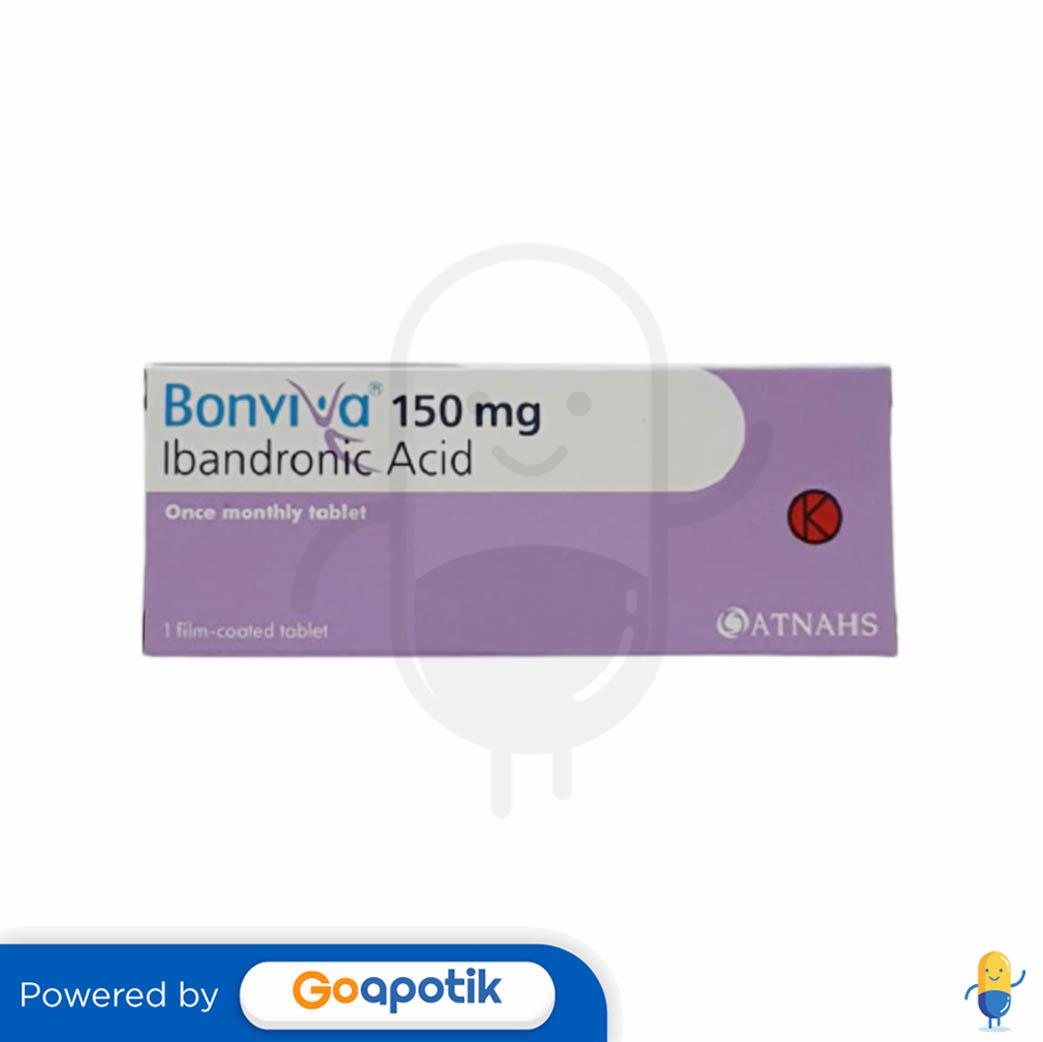 Bonviva® 150 mg
Ibandronic Acid
Once monthly tablet
K
1 film-coated tablet
ATNAHS
Powered by Goapotik